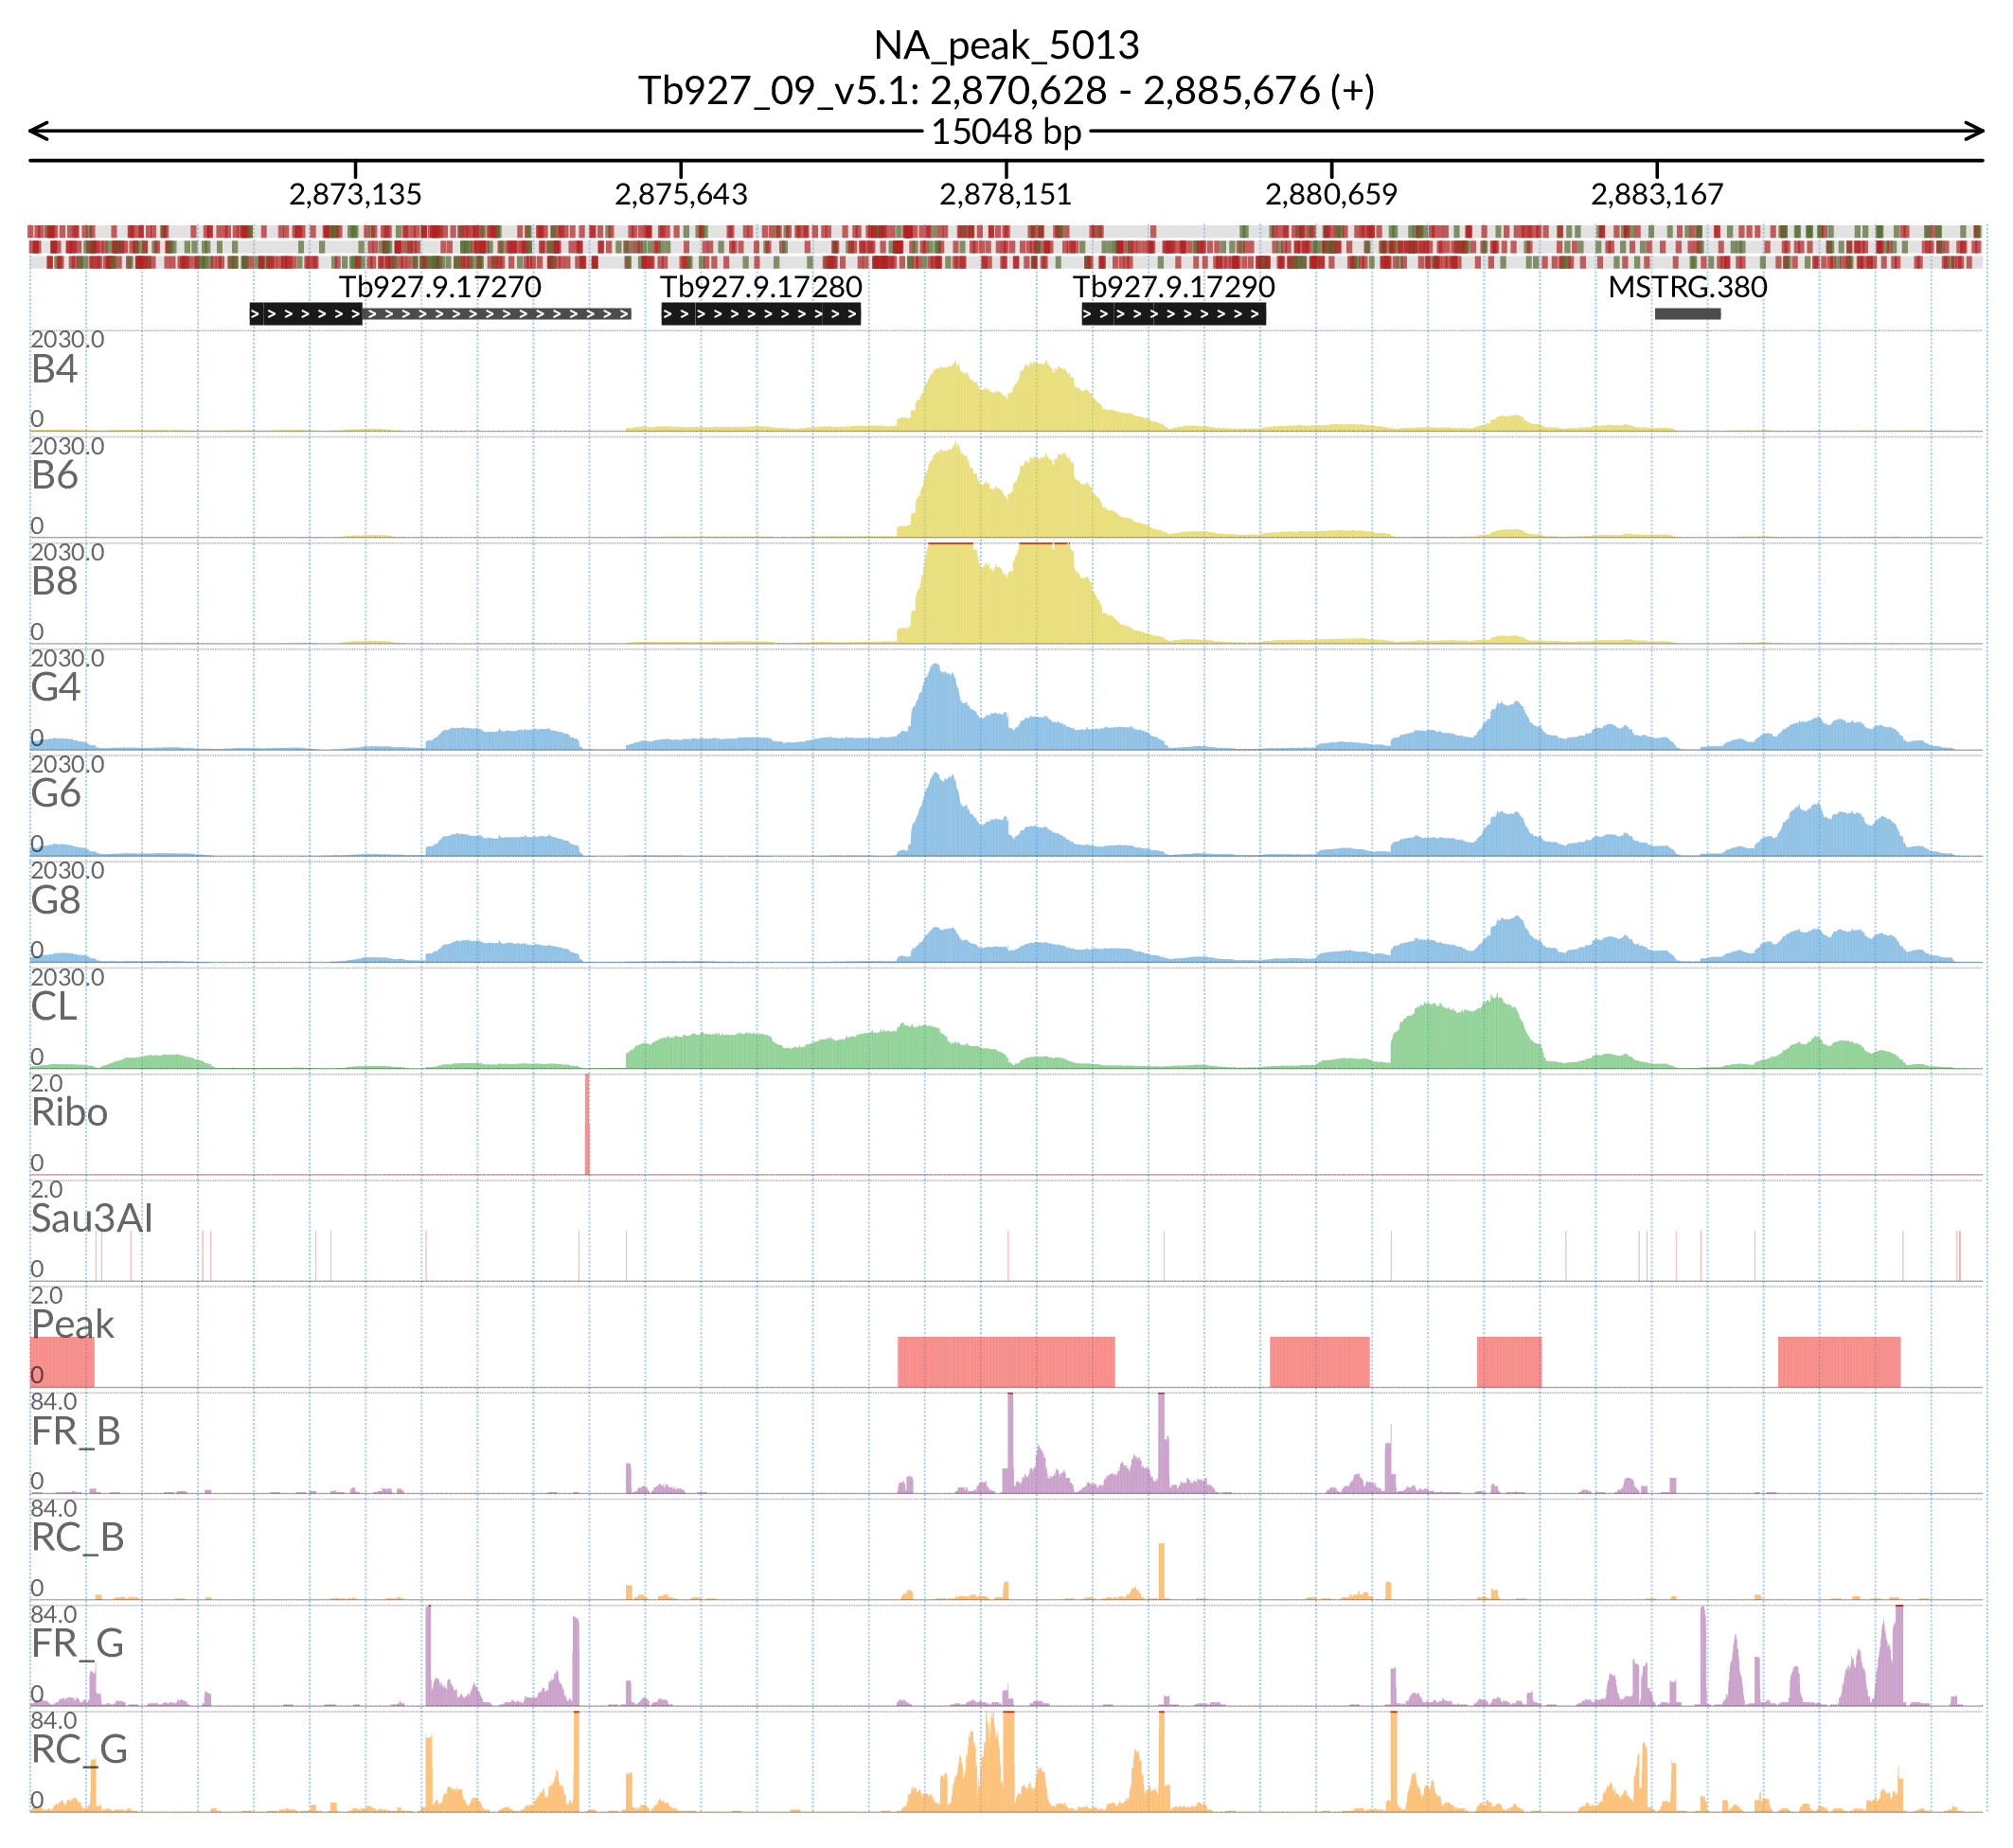 NA_peak_5013
Tb927_09_v5.1: 2,870,628 - 2,885,676 (+)
15048 bp
2,873,135 2,875,643 2,878,151 2,880,659 2,883,167
Tb927.9.17270 Tb927.9.17280 Tb927.9.17290 MSTRG.380
2030.0
B4
0
2030.0
B6
0
2030.0
B8
0
2030.0
G4
0
2030.0
G6
0
2030.0
G8
0
2030.0
CL
0
2.0
Ribo
0
2.0
Sau3AI
0
2.0
Peak
0
84.0
FR_B
0
84.0
RC_B
0
84.0
FR_G
0
84.0
RC_G
0